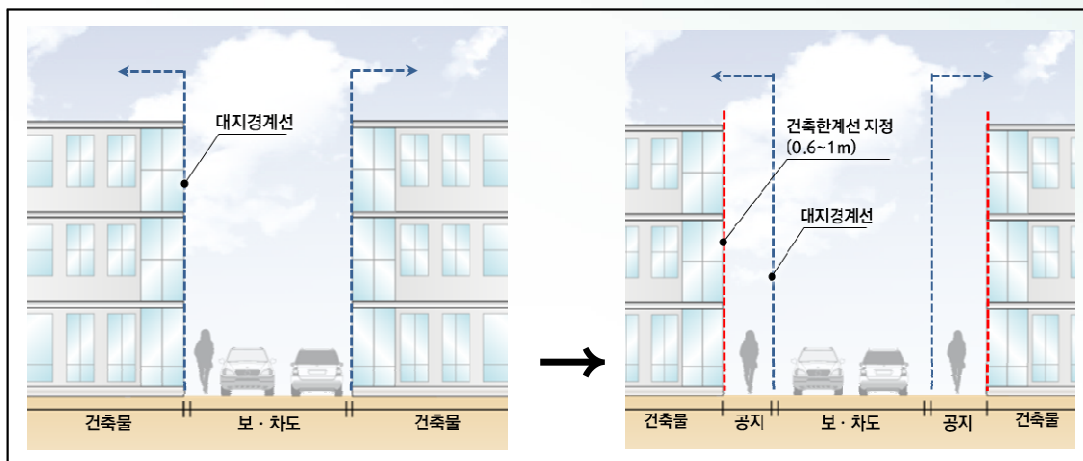 대지경계선
건축물
보 · 차도
건축물
건축한계선 지정
(0.6~1m)
대지경계선
건축물
공지
보 · 차도
공지
건축물